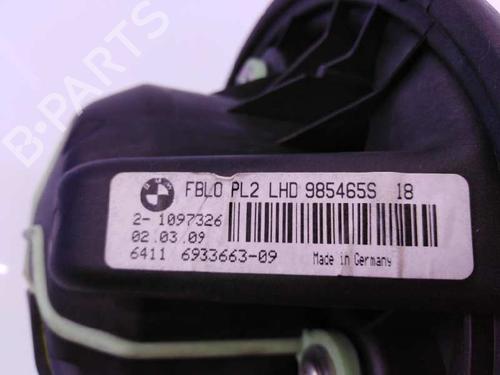 B-PARTS
FBLO PL2 LHD 985465S 18
2- 1097326
02.03.09
6411 6933663-09
Made in Germany